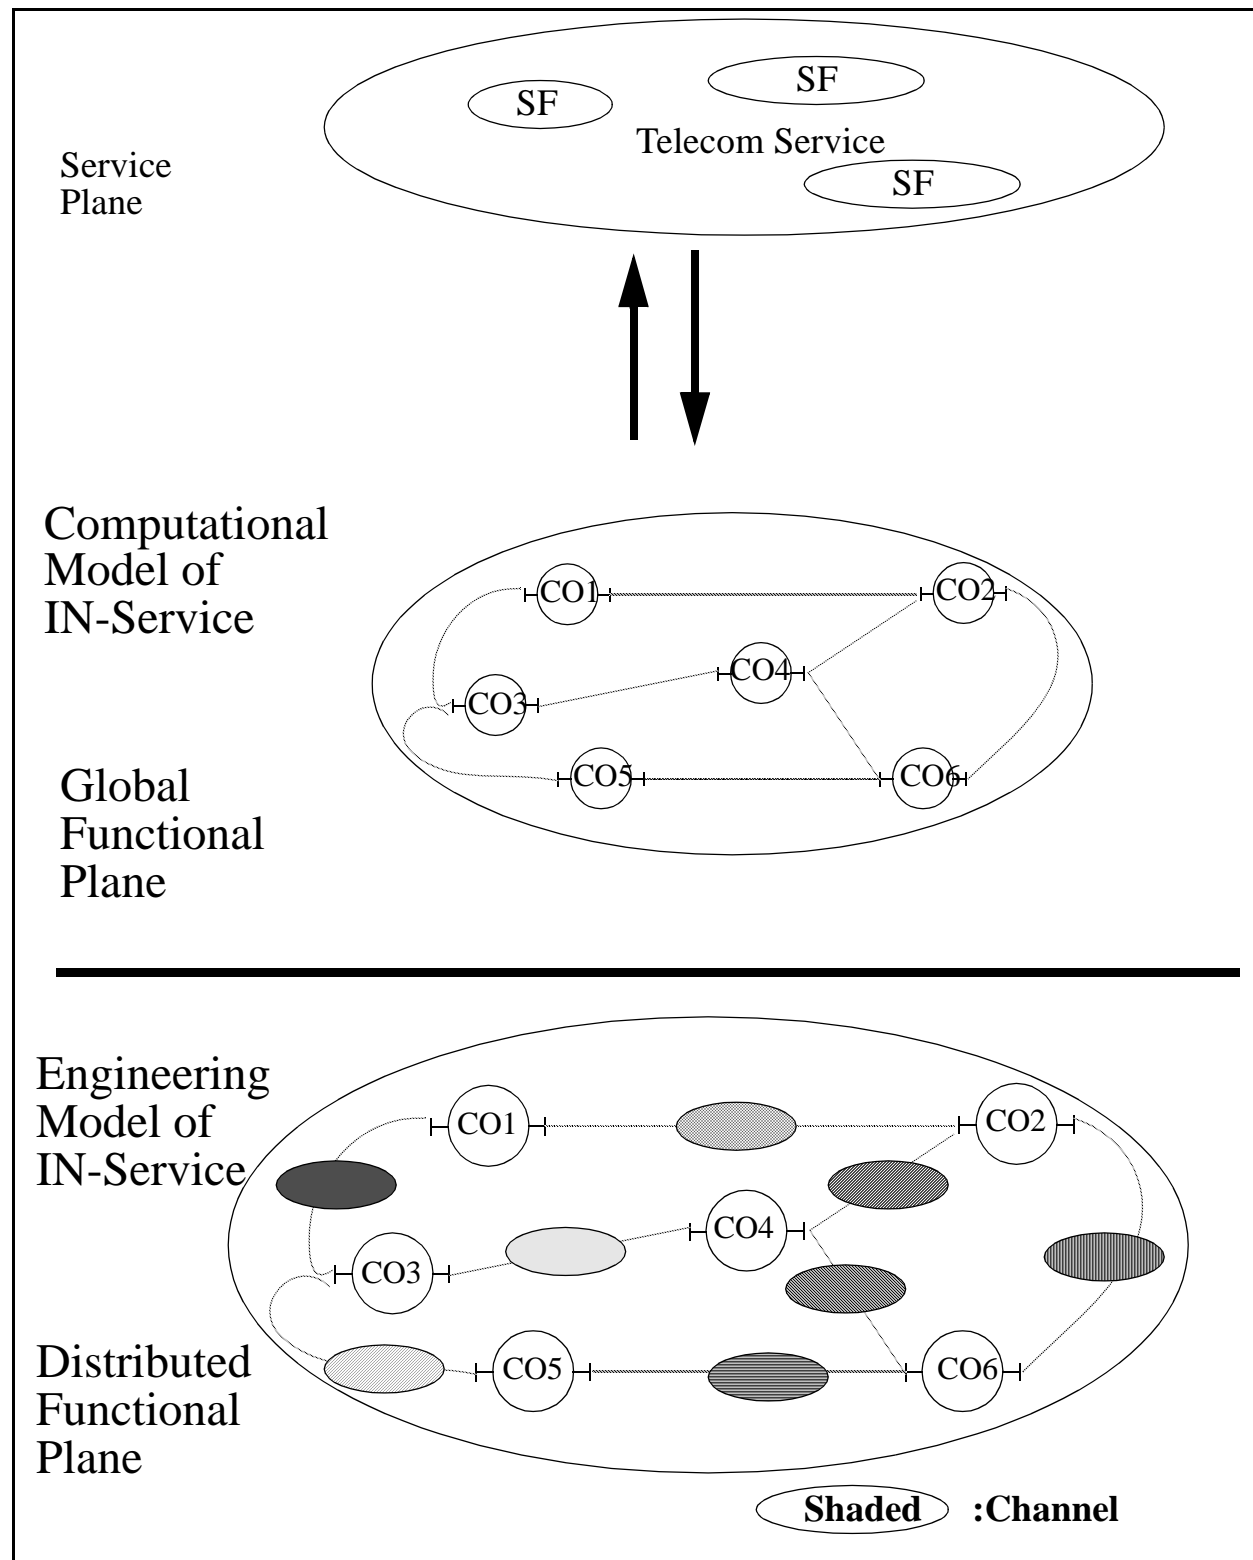 SF
SF
Telecom Service
SF
Service
Plane
Computational
Model of
IN-Service
CO1
CO2
CO4
CO3
CO5
CO6
Global
Functional
Plane
Engineering
Model of
IN-Service
CO1
CO2
CO4
CO3
CO5
CO6
Distributed
Functional
Plane
Shaded :Channel